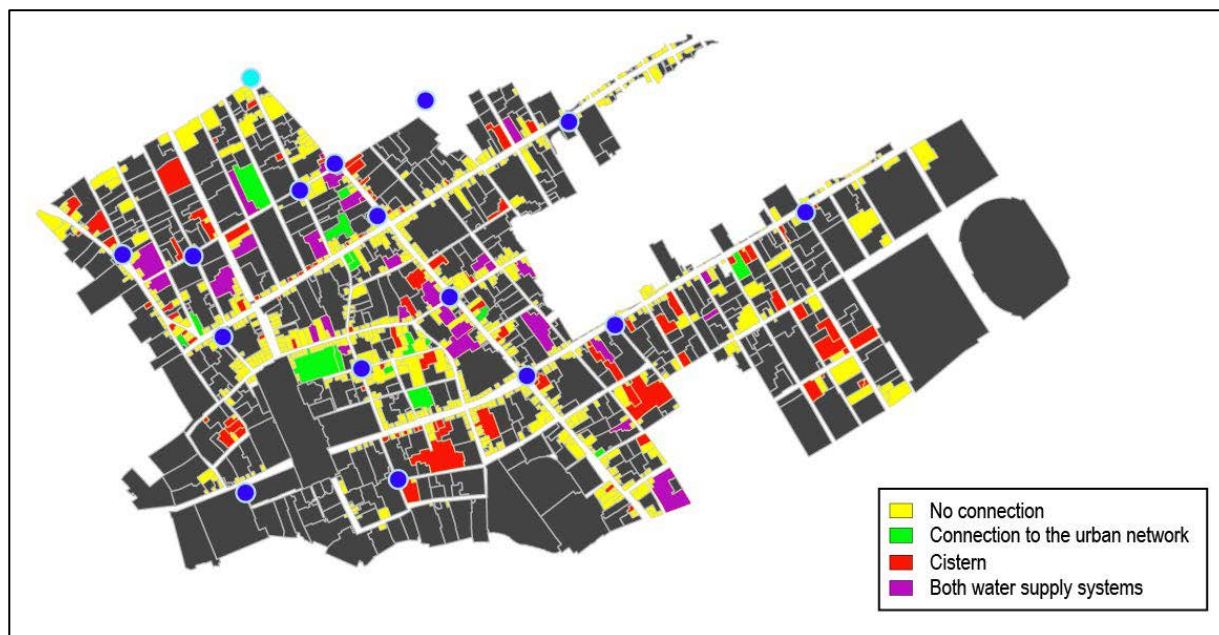 No connection
Connection to the urban network
Cistern
Both water supply systems